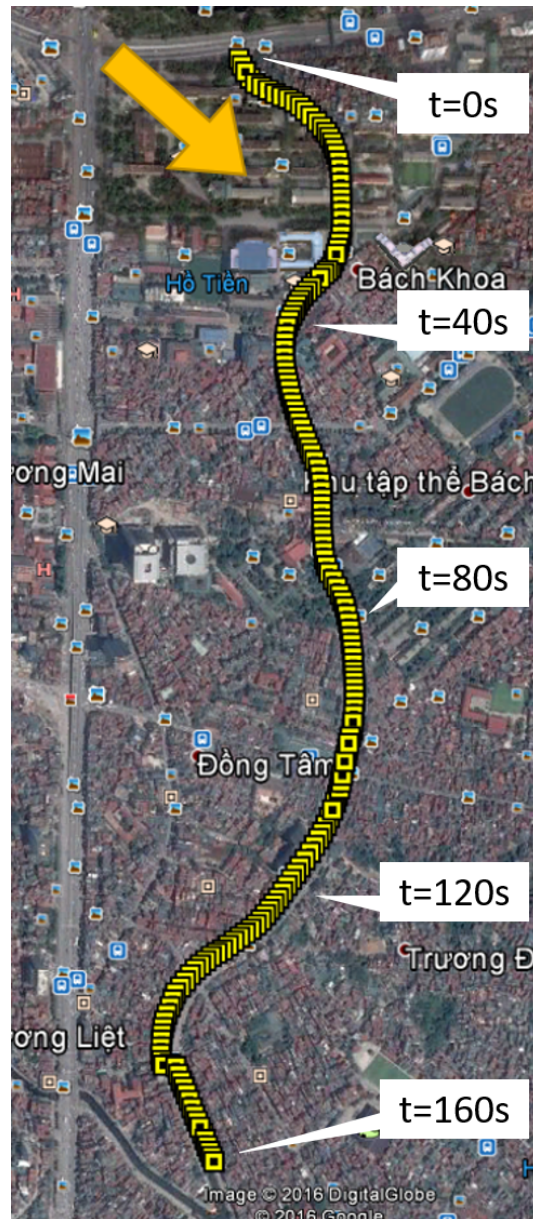 t=0s
Hồ Tiền
Bách Khoa
t=40s
ương Mai
Khu tập thể Bách
t=80s
Đồng Tâm
t=120s
Trương Đ
ương Liệt
t=160s
Image © 2016 DigitalGlobe
© 2016 Google